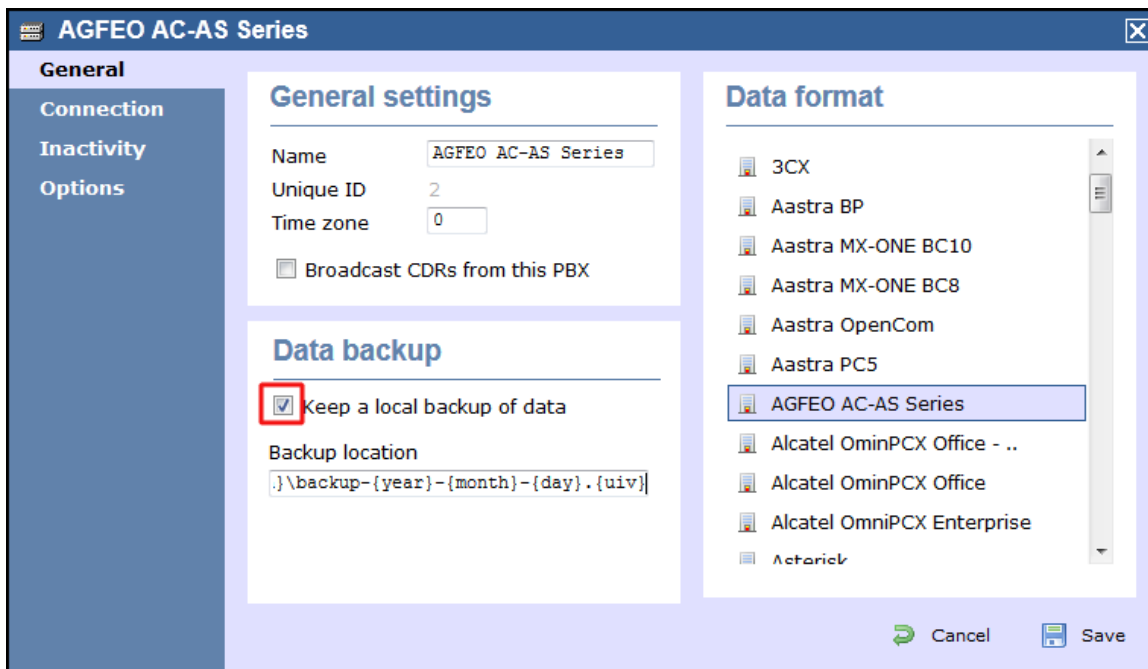 AGFEO AC-AS Series
General
Connection
Inactivity
Options
General settings
Name AGFEO AC-AS Series
Unique ID 2
Time zone 0
Broadcast CDRs from this PBX
Data backup
Keep a local backup of data
Backup location
.}\backup-{year}-{month}-{day}.{uiv}
Data format
3CX
Aastra BP
Aastra MX-ONE BC10
Aastra MX-ONE BC8
Aastra OpenCom
Aastra PC5
AGFEO AC-AS Series
Alcatel OminPCX Office - ..
Alcatel OminPCX Office
Alcatel OmniPCX Enterprise
Asterisk
Cancel
Save